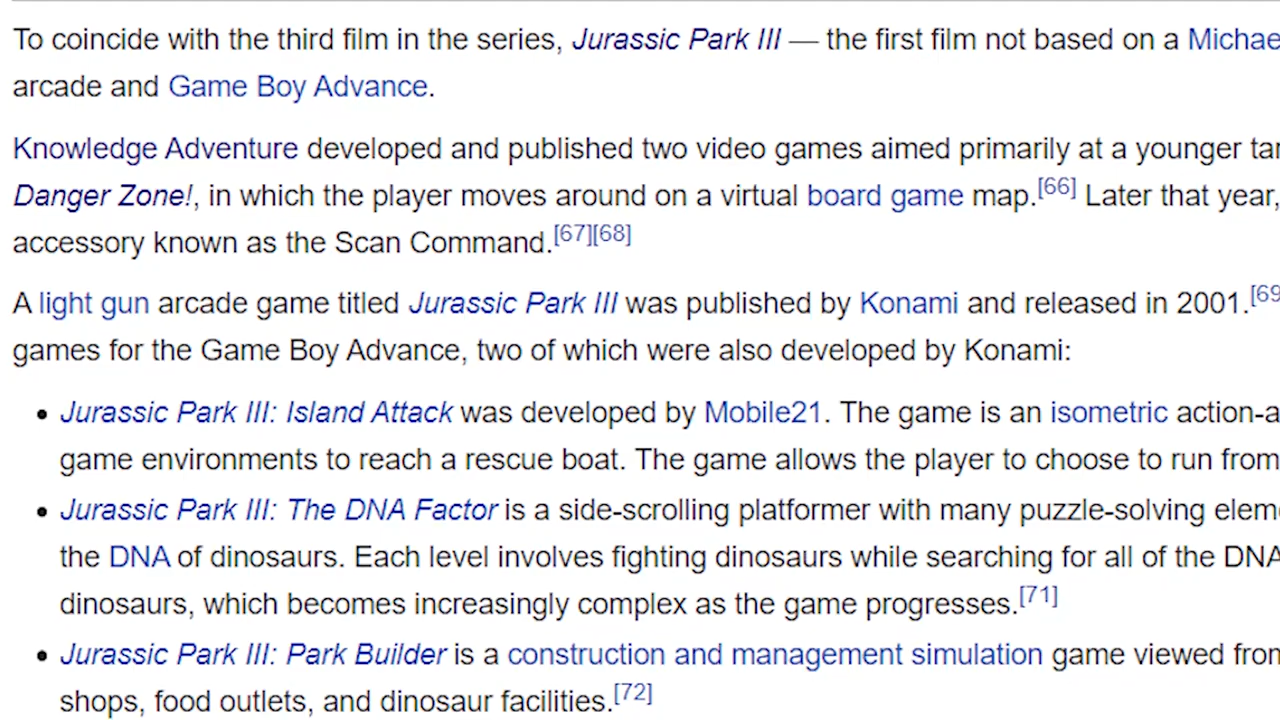 To coincide with the third film in the series, Jurassic Park III — the first film not based on a Michae
arcade and Game Boy Advance.
Knowledge Adventure developed and published two video games aimed primarily at a younger tar
Danger Zone!, in which the player moves around on a virtual board game map.[66] Later that year,
accessory known as the Scan Command.[67][68]
A light gun arcade game titled Jurassic Park III was published by Konami and released in 2001.[69
games for the Game Boy Advance, two of which were also developed by Konami:
• Jurassic Park III: Island Attack was developed by Mobile21. The game is an isometric action-a
game environments to reach a rescue boat. The game allows the player to choose to run from
• Jurassic Park III: The DNA Factor is a side-scrolling platformer with many puzzle-solving eleme
the DNA of dinosaurs. Each level involves fighting dinosaurs while searching for all of the DNA
dinosaurs, which becomes increasingly complex as the game progresses.[71]
• Jurassic Park III: Park Builder is a construction and management simulation game viewed from
shops, food outlets, and dinosaur facilities.[72]